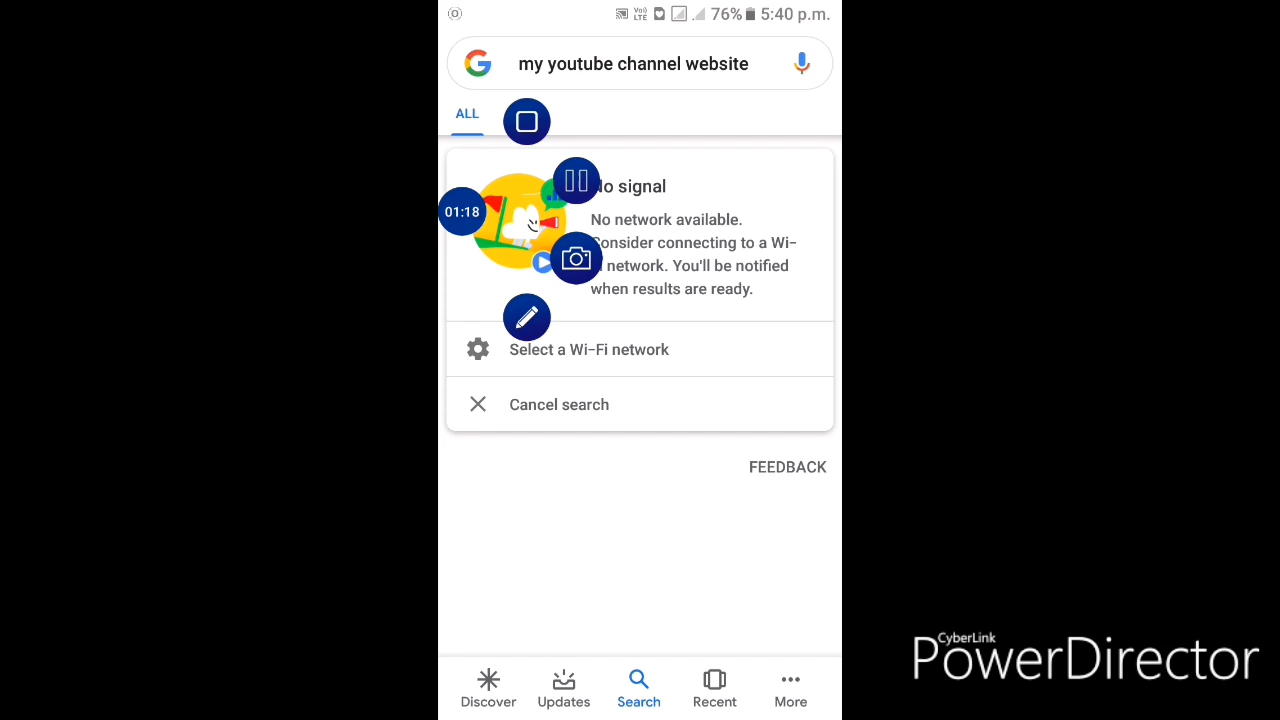 Vo)) LTE 76% 5:40 p.m.
my youtube channel website
ALL
No signal
01:18
No network available.
Consider connecting to a Wi-
network. You'll be notified
when results are ready.
Select a Wi-Fi network
Cancel search
FEEDBACK
Discover Updates Search Recent More
CyberLink
PowerDirector